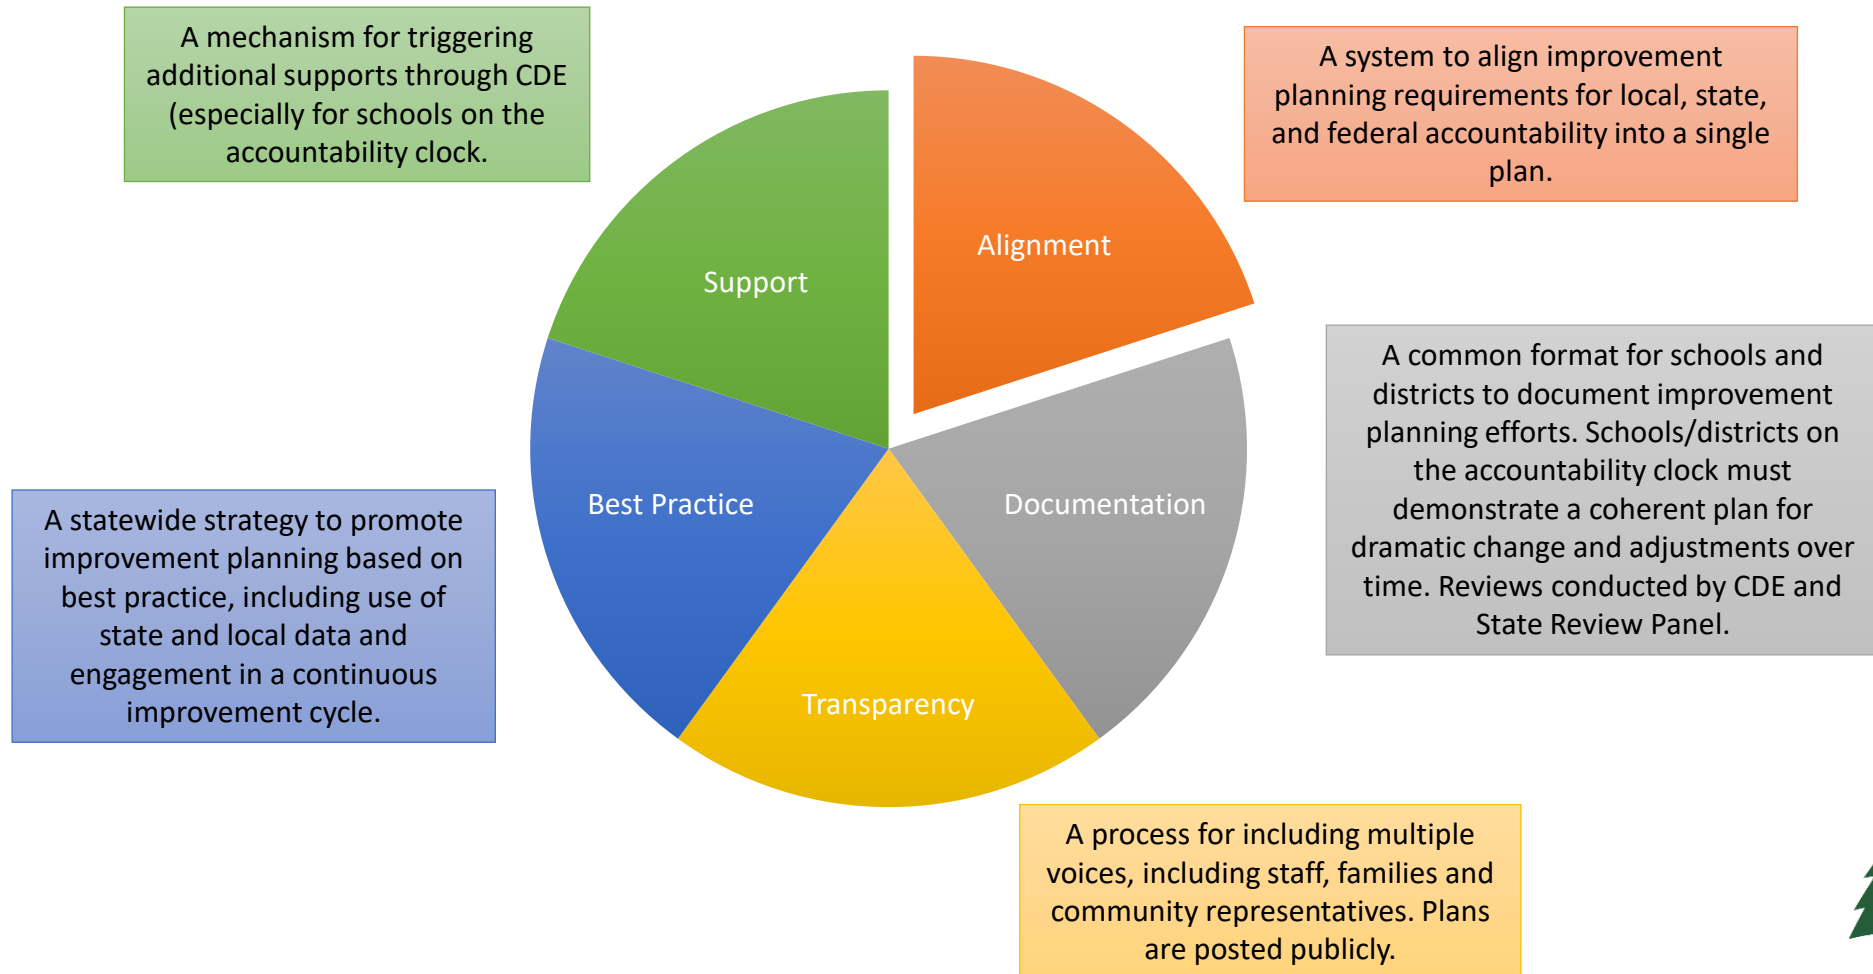 A mechanism for triggering
additional supports through CDE
(especially for schools on the
accountability clock.
A system to align improvement
planning requirements for local, state,
and federal accountability into a single
plan.
Alignment
Support
A common format for schools and
districts to document improvement
planning efforts. Schools/districts on
the accountability clock must
demonstrate a coherent plan for
dramatic change and adjustments over
time. Reviews conducted by CDE and
State Review Panel.
Best Practice
Documentation
A statewide strategy to promote
improvement planning based on
best practice, including use of
state and local data and
engagement in a continuous
improvement cycle.
Transparency
A process for including multiple
voices, including staff, families and
community representatives. Plans
are posted publicly.